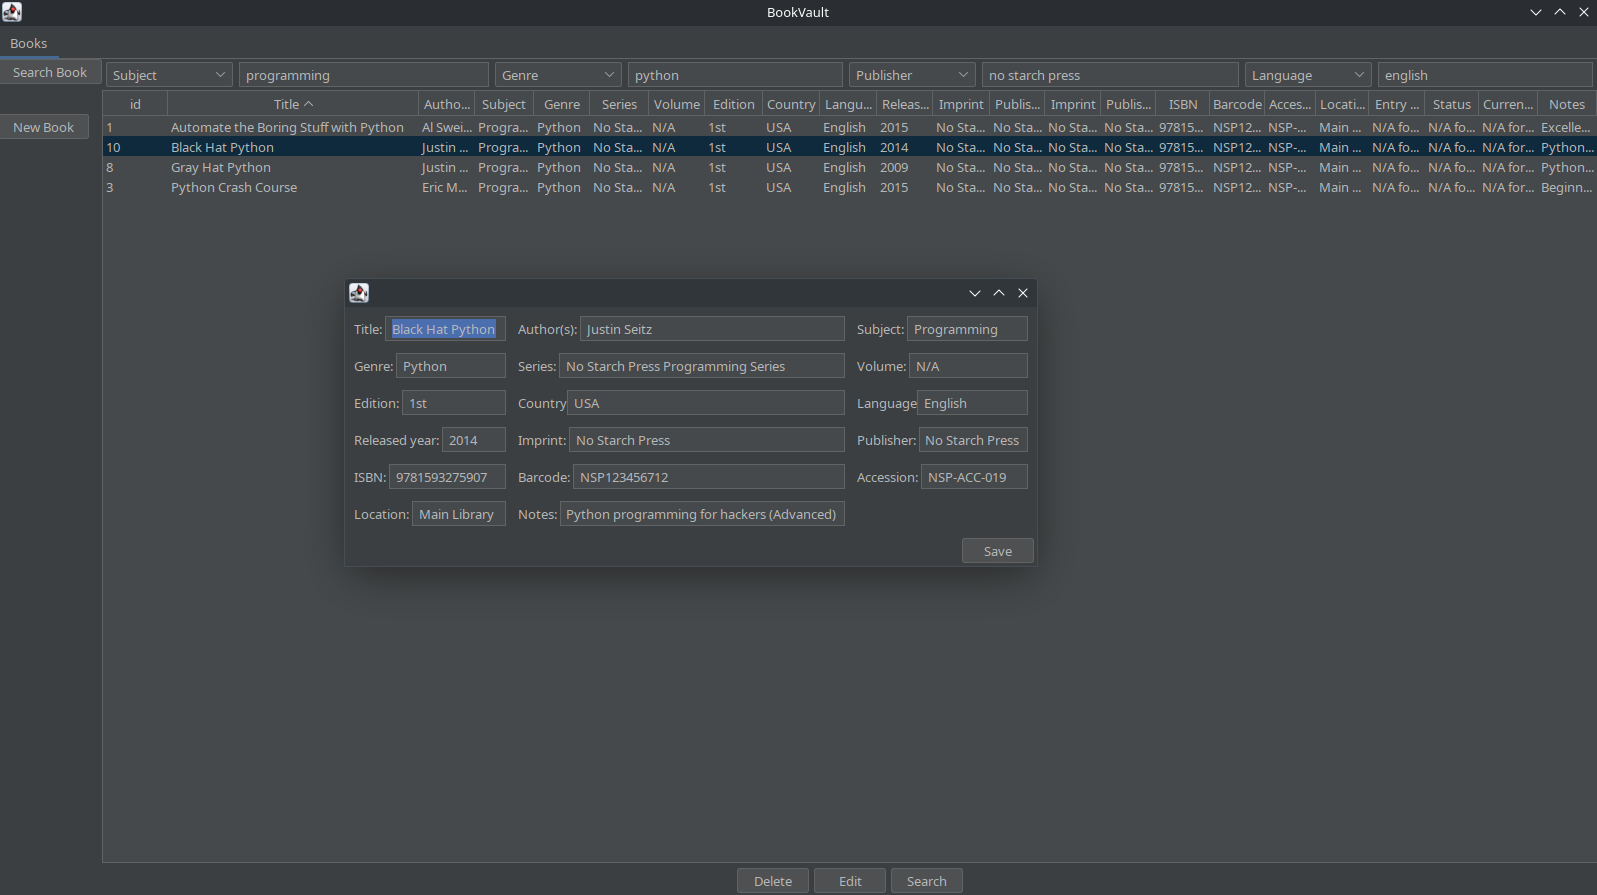 BookVault
Books
Search Book Subject programming Genre python Publisher no starch press Language english
id Title Autho... Subject Genre Series Volume Edition Country Langu... Releas... Imprint Publis... Imprint Publis... ISBN Barcode Acces... Locati... Entry ... Status Curren... Notes
New Book
1 Automate the Boring Stuff with Python Al Swei... Progra... Python No Sta... N/A 1st USA English 2015 No Sta... No Sta... No Sta... No Sta... 97815... NSP12... NSP-... Main ... N/A fo... N/A fo... N/A for... Excelle...
10 Black Hat Python Justin ... Progra... Python No Sta... N/A 1st USA English 2014 No Sta... No Sta... No Sta... No Sta... 97815... NSP12... NSP-... Main ... N/A fo... N/A fo... N/A for... Python...
8 Gray Hat Python Justin ... Progra... Python No Sta... N/A 1st USA English 2009 No Sta... No Sta... No Sta... No Sta... 97815... NSP12... NSP-... Main ... N/A fo... N/A fo... N/A for... Python...
3 Python Crash Course Eric M... Progra... Python No Sta... N/A 1st USA English 2015 No Sta... No Sta... No Sta... No Sta... 97815... NSP12... NSP-... Main ... N/A fo... N/A fo... N/A for... Beginn...
Title: Black Hat Python Author(s): Justin Seitz Subject: Programming
Genre: Python Series: No Starch Press Programming Series Volume: N/A
Edition: 1st Country USA Language English
Released year: 2014 Imprint: No Starch Press Publisher: No Starch Press
ISBN: 9781593275907 Barcode: NSP123456712 Accession: NSP-ACC-019
Location: Main Library Notes: Python programming for hackers (Advanced)
Save
Delete Edit Search